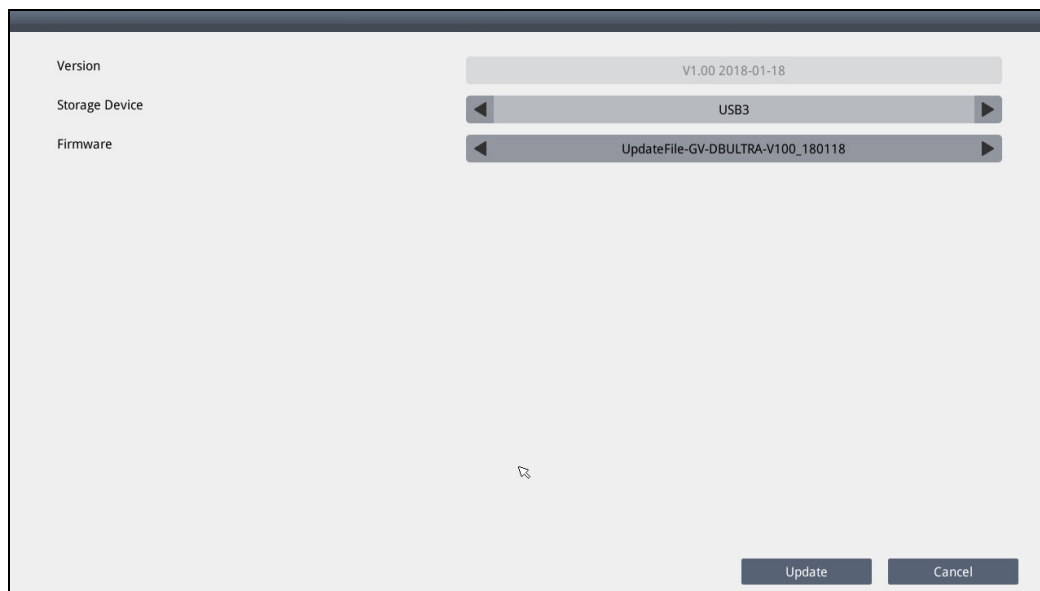 Version
V1.00 2018-01-18
Storage Device
USB3
Firmware
UpdateFile-GV-DBULTRA-V100_180118
Update
Cancel